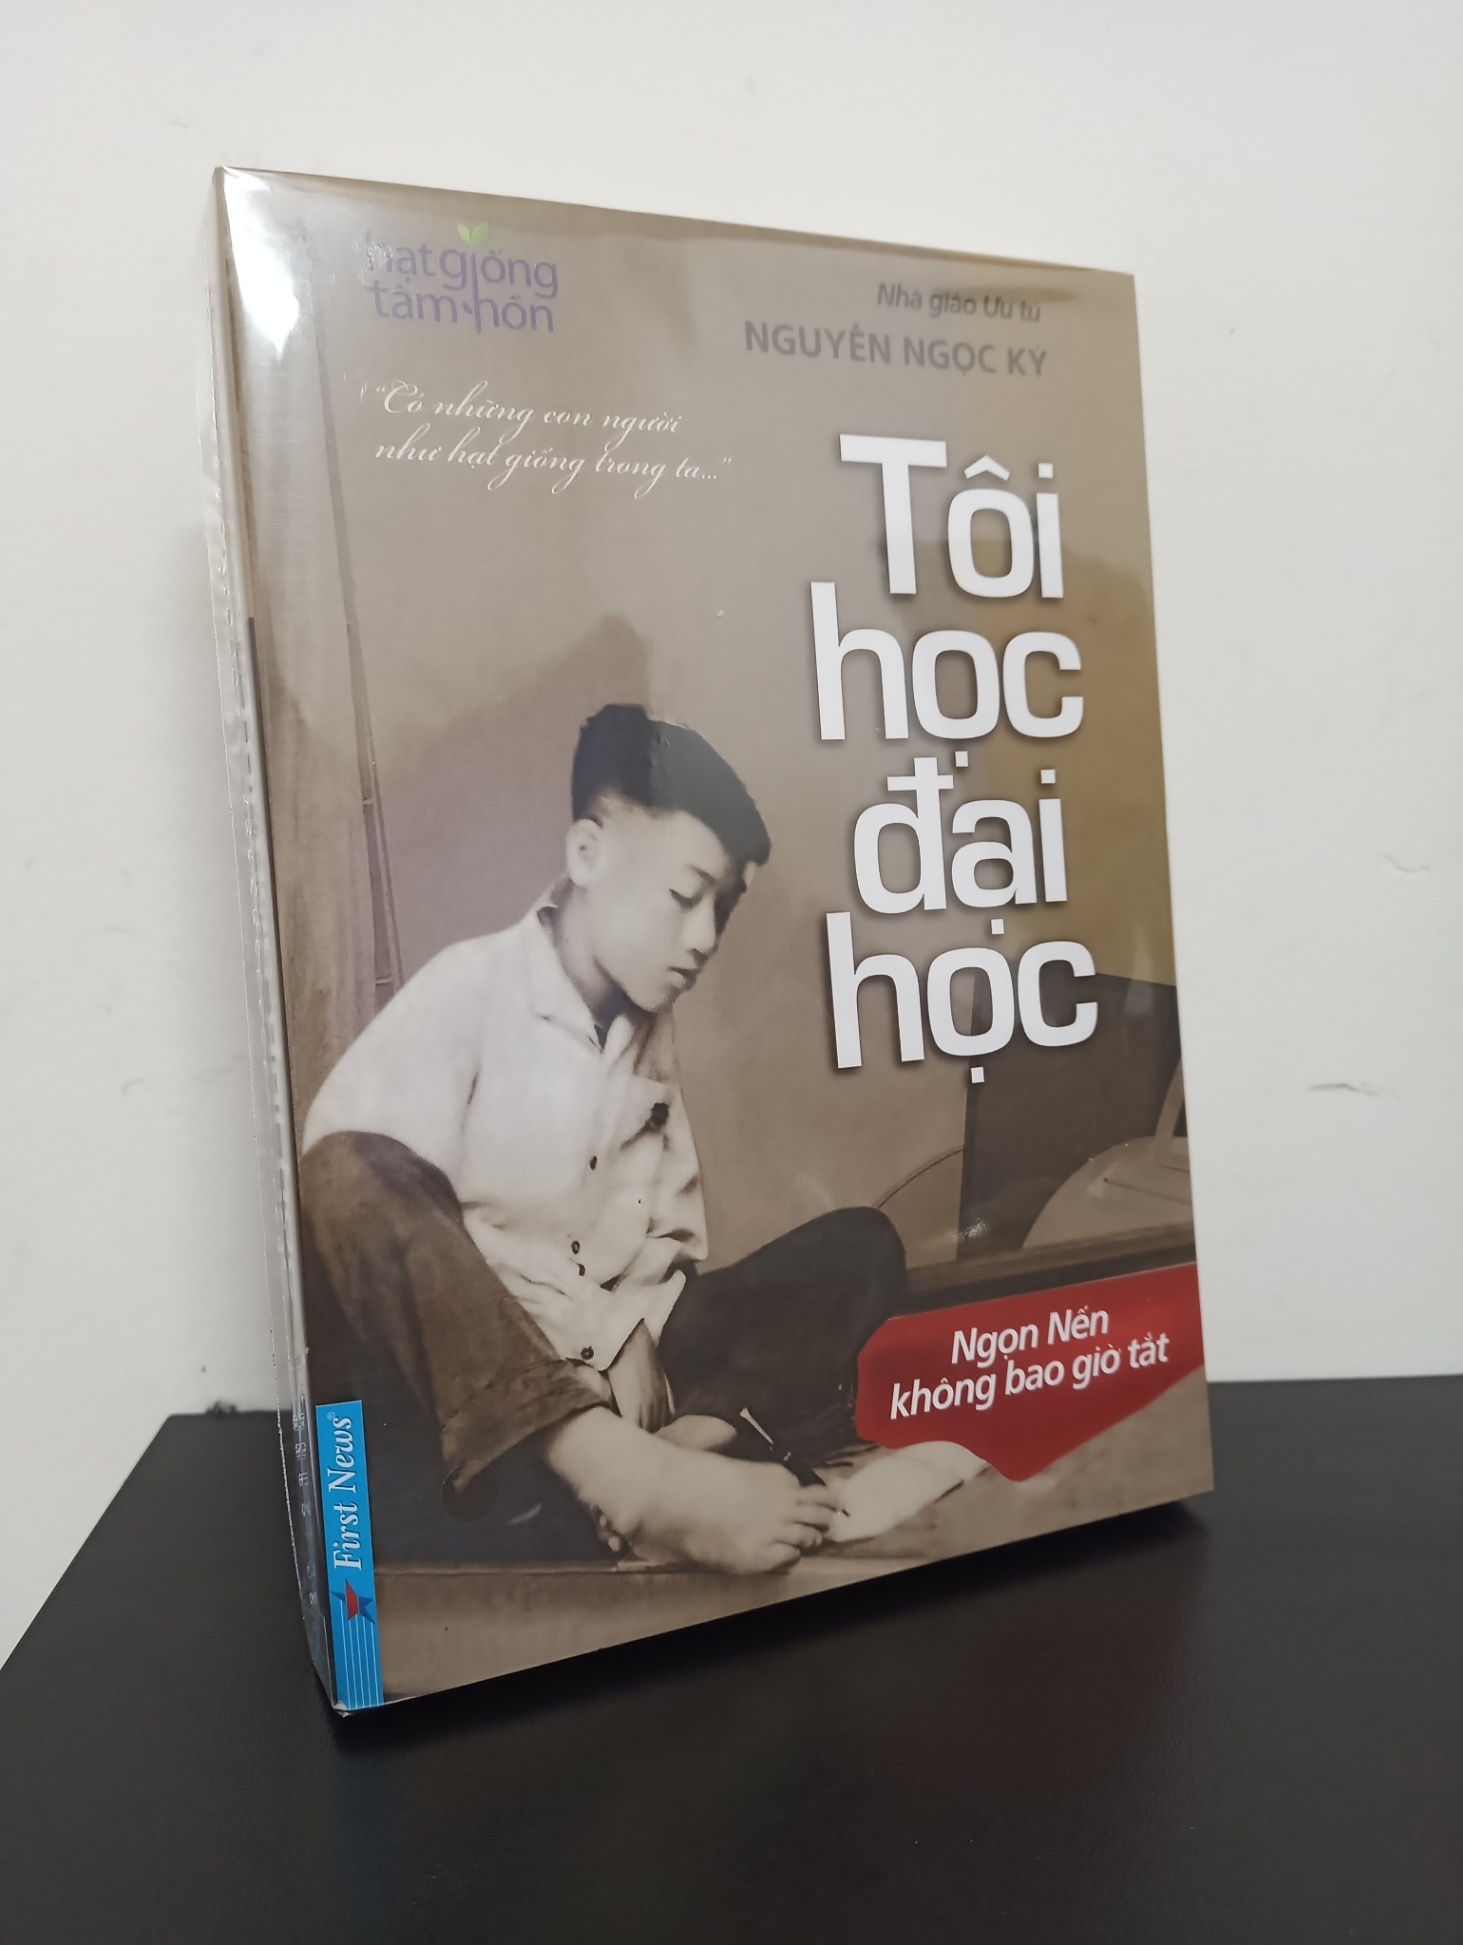 hạt giống
tâm hồn
Nhà giáo Ưu tú
NGUYỄN NGỌC KÝ
"Có những con người
như hạt giống trong ta..."
Tôi
học
đại
học
Ngọn Nến
không bao giờ tắt
First News®